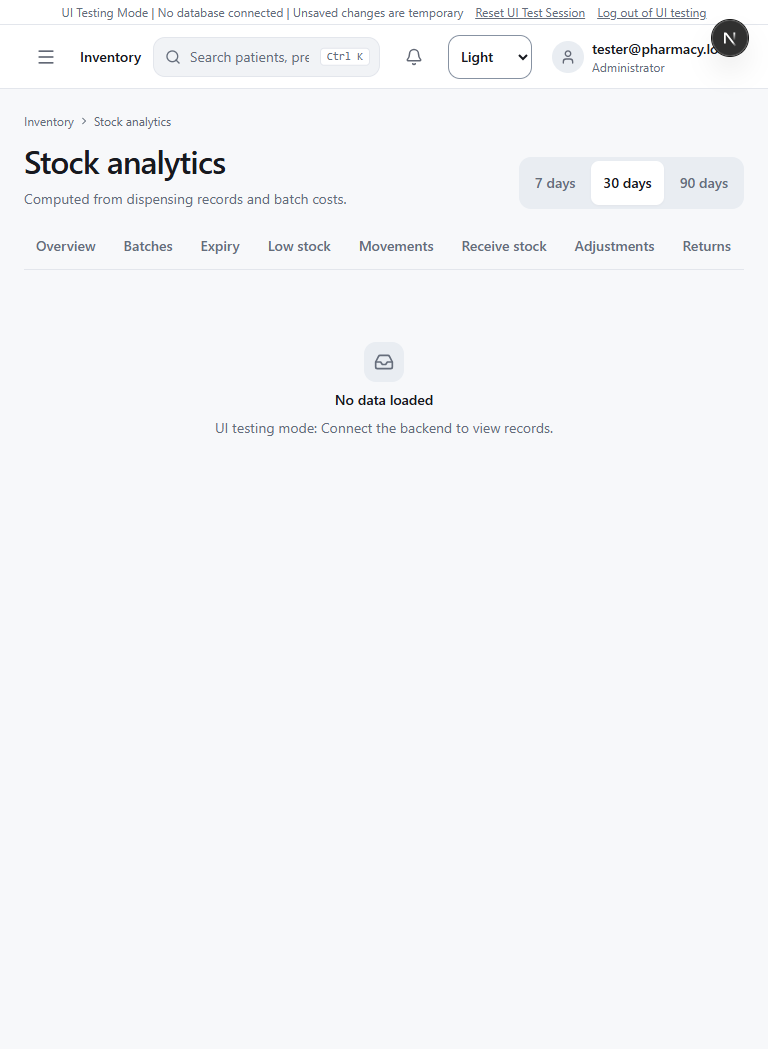 UI Testing Mode | No database connected | Unsaved changes are temporary Reset UI Test Session Log out of UI testing
Inventory Search patients, pre Ctrl K Light tester@pharmacy.lo
Administrator
N
Inventory > Stock analytics
Stock analytics
Computed from dispensing records and batch costs.
7 days 30 days 90 days
Overview Batches Expiry Low stock Movements Receive stock Adjustments Returns
No data loaded
UI testing mode: Connect the backend to view records.